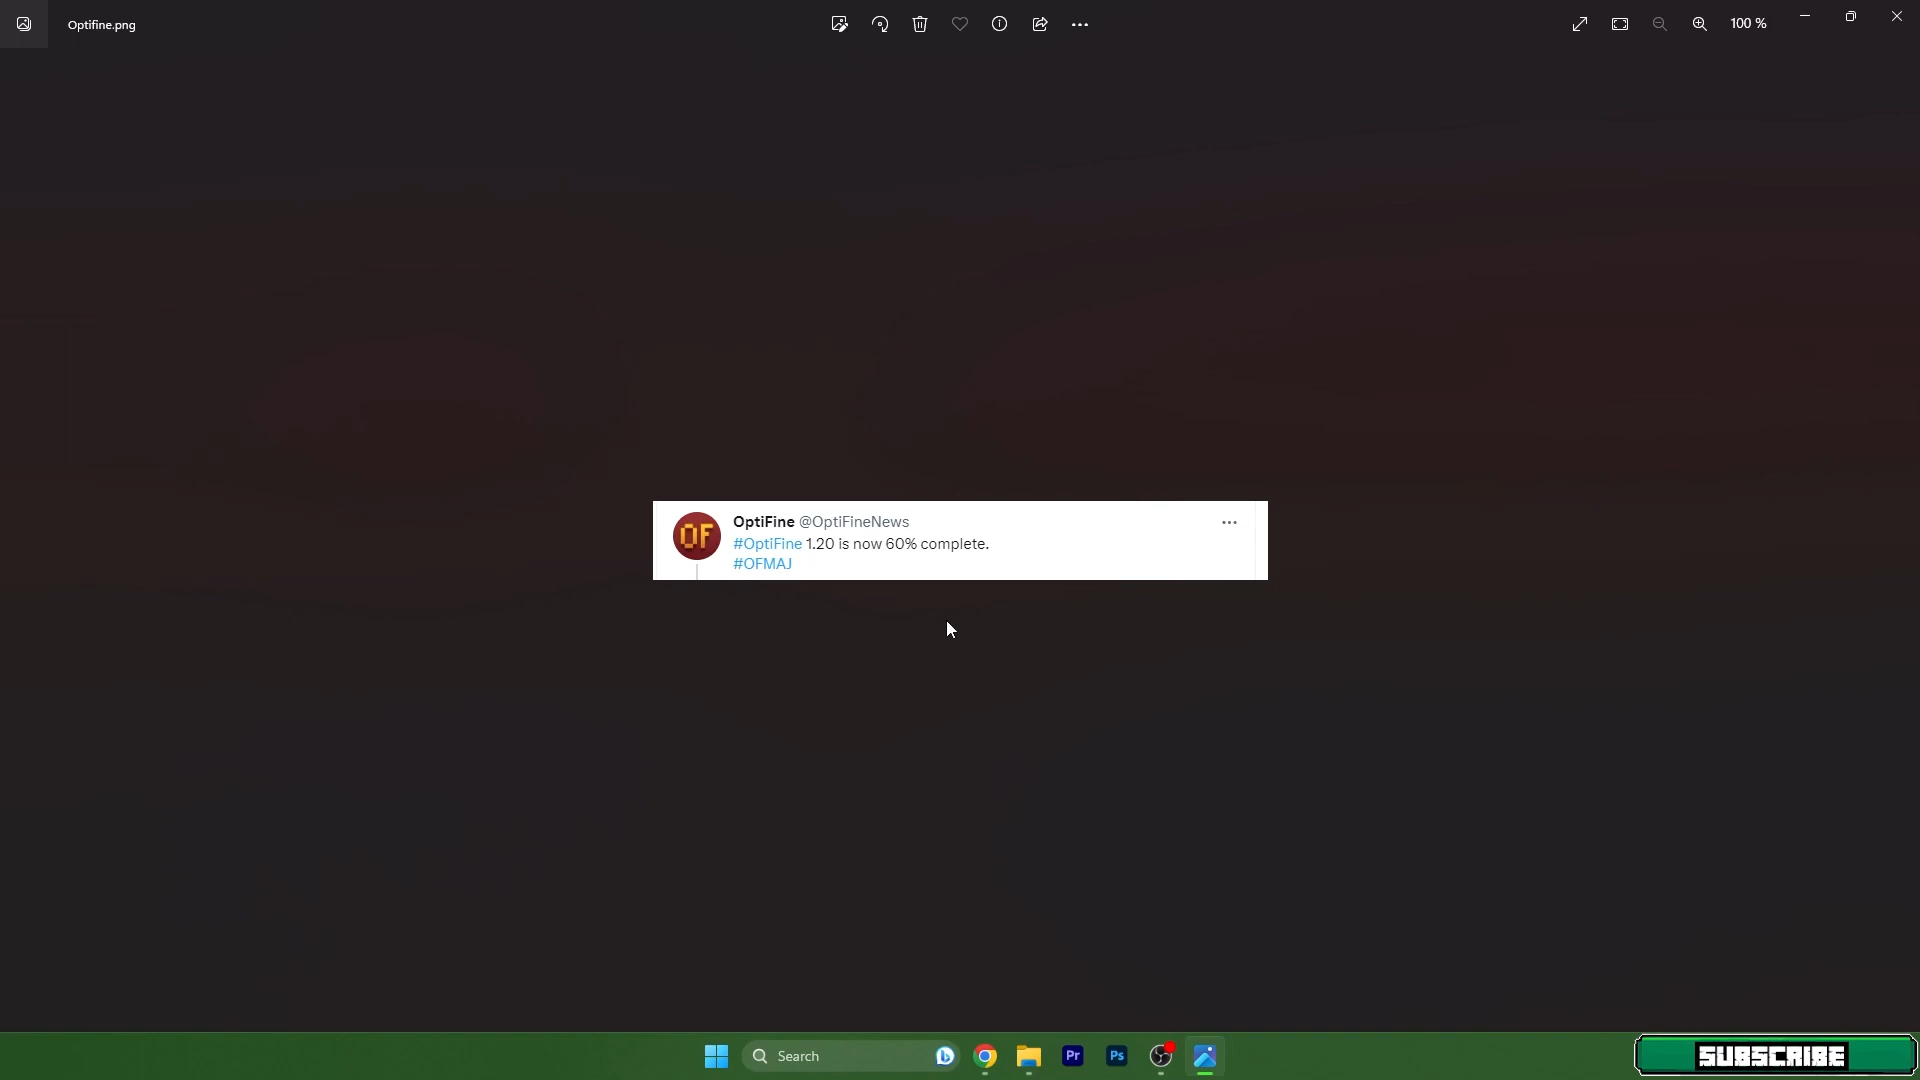 Optifine.png
100 %
OF
OptiFine @OptiFineNews
#OptiFine 1.20 is now 60% complete.
#OFMAJ
Search
Pr
Ps
SUBSCRIBE